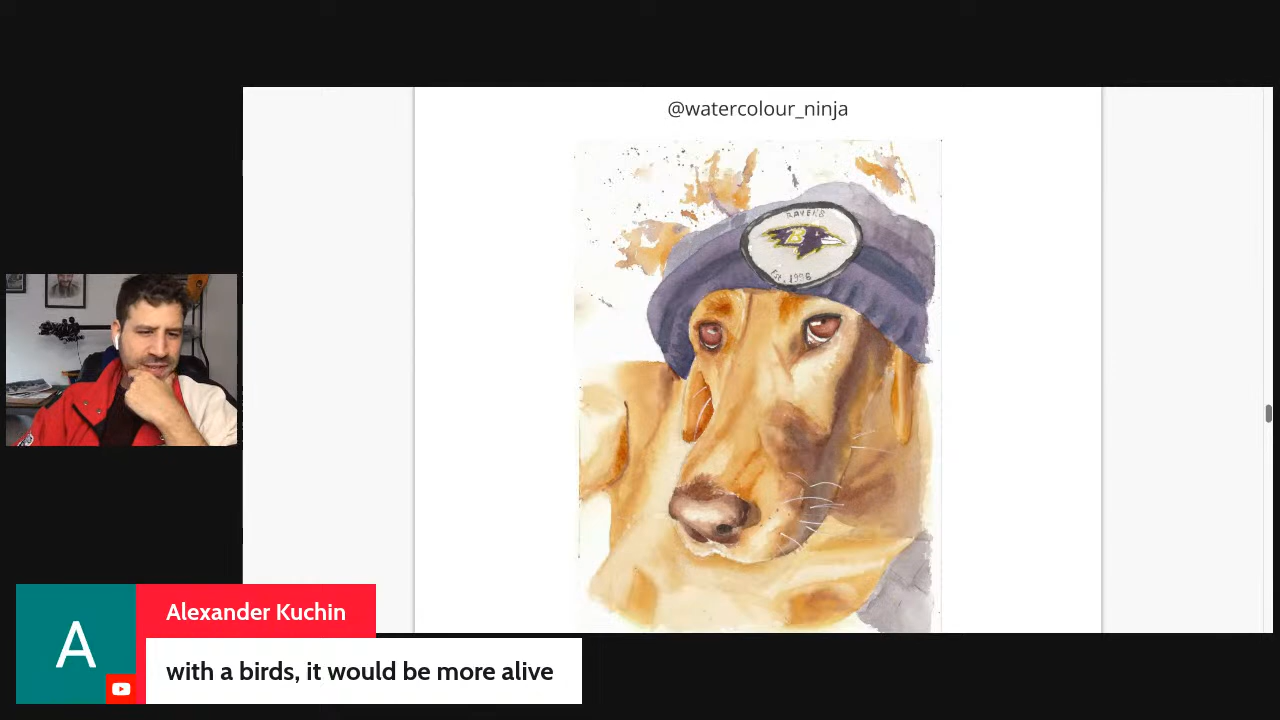 @watercolour_ninja
RAVENS
B
EST. 1996
A
Alexander Kuchin
with a birds, it would be more alive